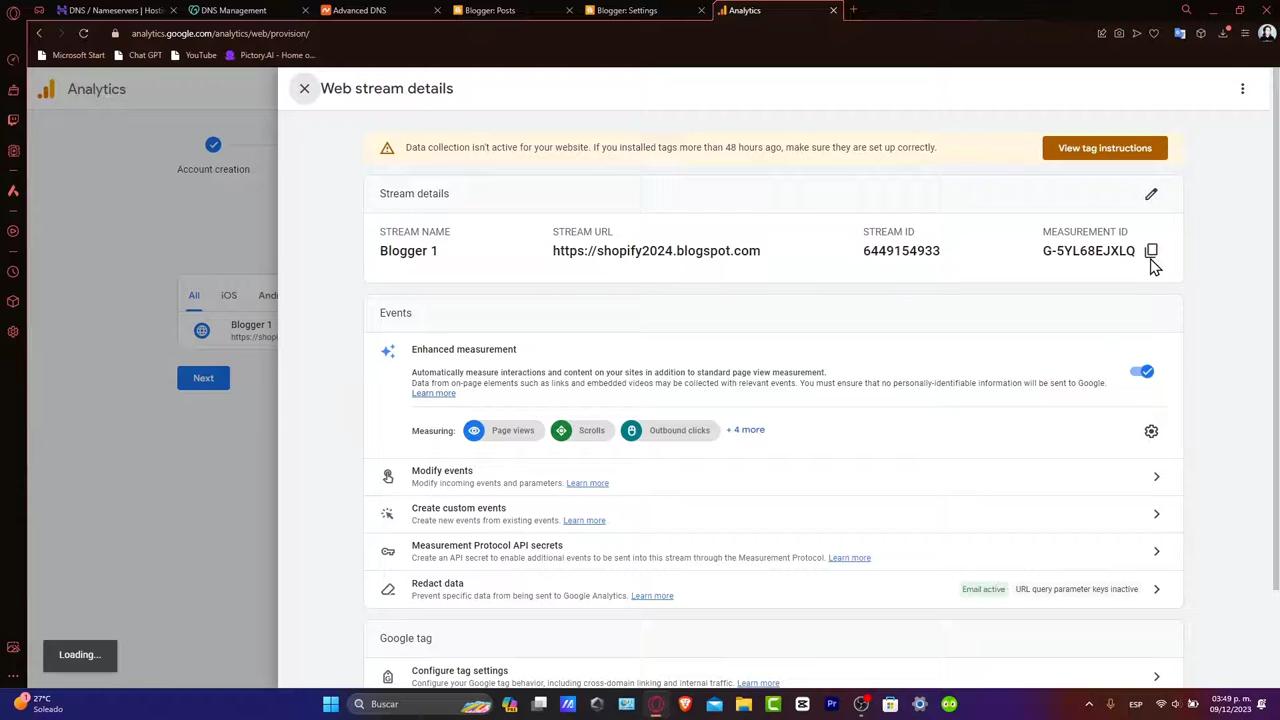 DNS / Nameservers | Hosti
DNS Management
Advanced DNS
Blogger: Posts
Blogger: Settings
Analytics
analytics.google.com/analytics/web/provision/
Microsoft Start
Chat GPT
YouTube
Pictory.AI - Home o...
Analytics
Web stream details
Account creation
Data collection isn't active for your website. If you installed tags more than 48 hours ago, make sure they are set up correctly.
View tag instructions
Stream details
STREAM NAME
STREAM URL
STREAM ID
MEASUREMENT ID
Blogger 1
https://shopify2024.blogspot.com
6449154933
G-5YL68EJXLQ
All
iOS
Andr
Blogger 1
https://shopi
Next
Events
Enhanced measurement
Automatically measure interactions and content on your sites in addition to standard page view measurement.
Data from on-page elements such as links and embedded videos may be collected with relevant events. You must ensure that no personally-identifiable information will be sent to Google.
Learn more
Measuring:
Page views
Scrolls
Outbound clicks
+ 4 more
Modify events
Modify incoming events and parameters. Learn more
Create custom events
Create new events from existing events. Learn more
Measurement Protocol API secrets
Create an API secret to enable additional events to be sent into this stream through the Measurement Protocol. Learn more
Redact data
Prevent specific data from being sent to Google Analytics. Learn more
Email active
URL query parameter keys inactive
Google tag
Configure tag settings
Configure your Google tag behavior, including cross-domain linking and internal traffic. Learn more
Loading...
1
27°C
Soleado
Buscar
ESP
03:49 p. m.
09/12/2023